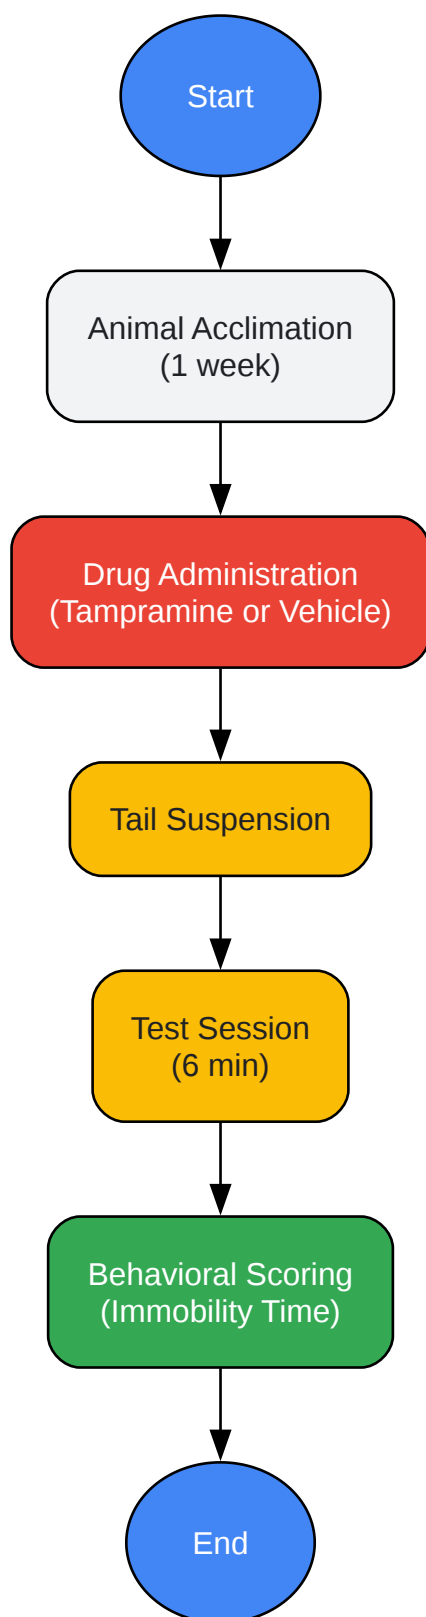 Start
Animal Acclimation
(1 week)
Drug Administration
(Tampramine or Vehicle)
Tail Suspension
Test Session
(6 min)
Behavioral Scoring
(Immobility Time)
End